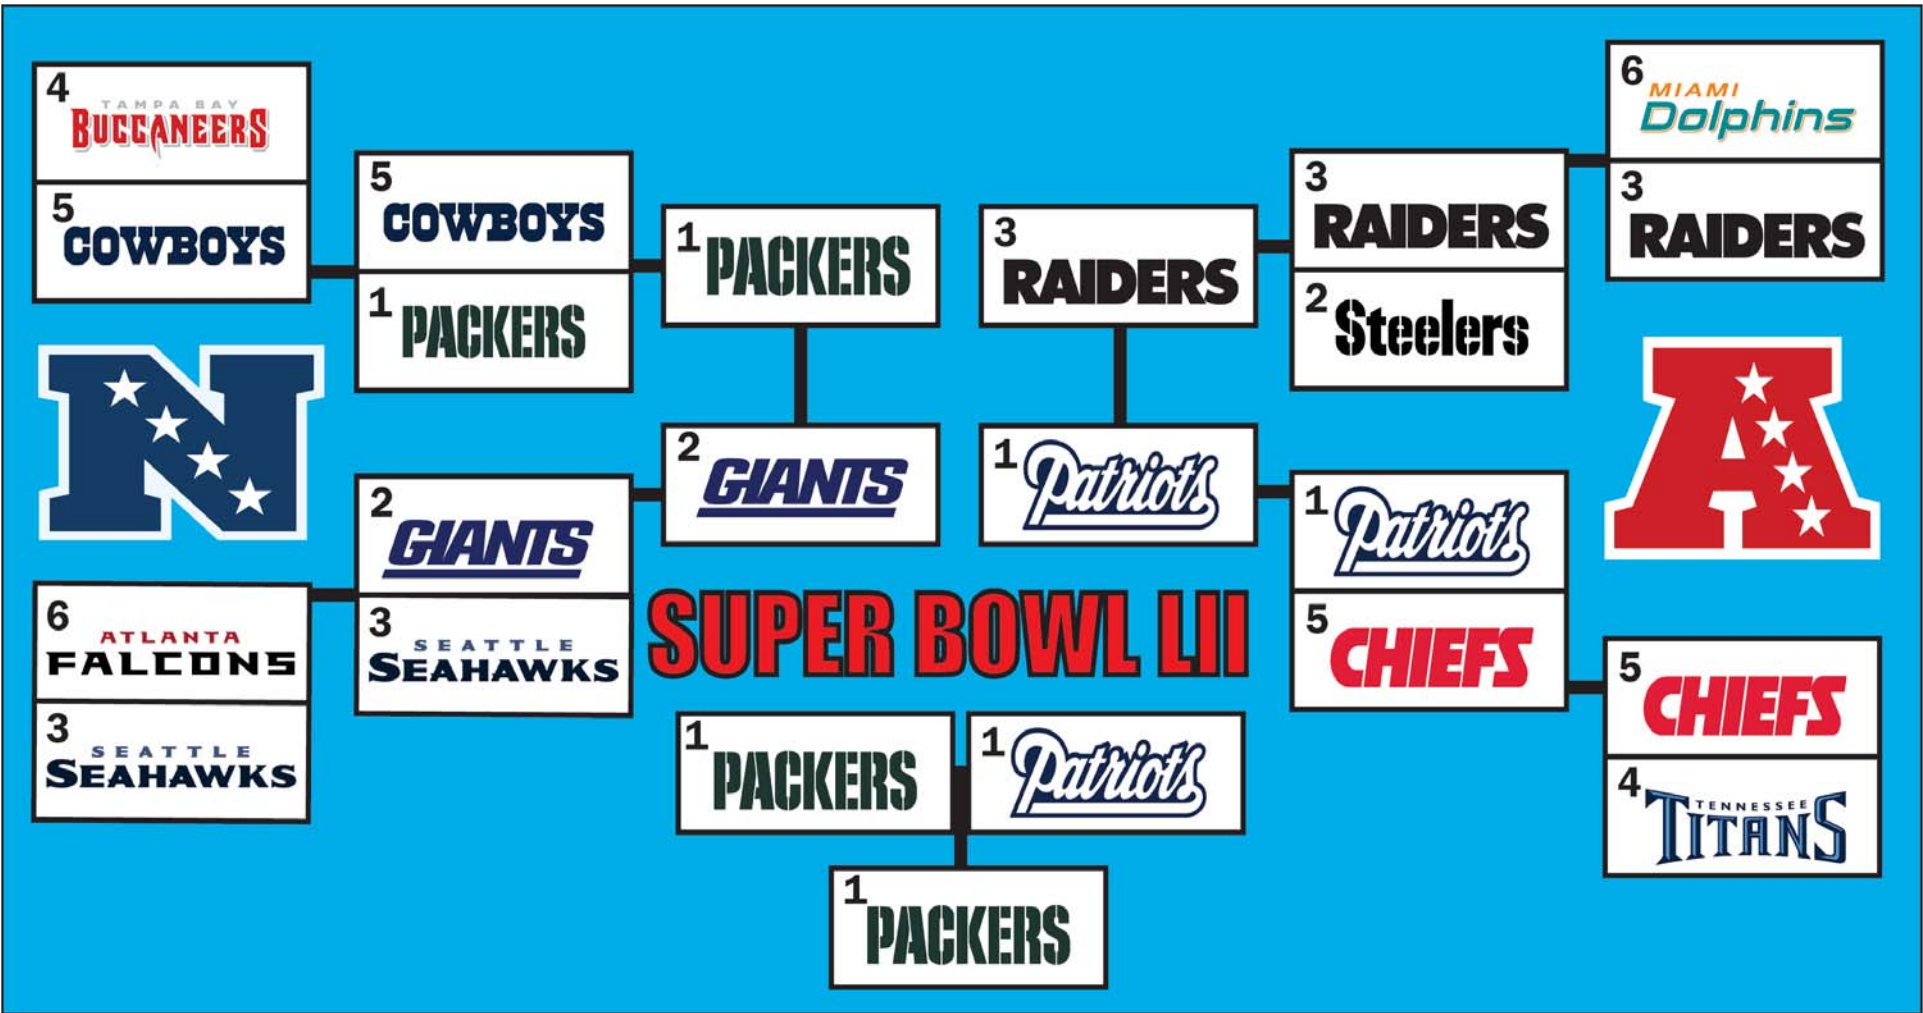 4
TAMPA BAY
BUCCANEERS
5
COWBOYS
5
COWBOYS
1
PACKERS
1
PACKERS
2
GIANTS
N
2
GIANTS
3
SEATTLE
SEAHAWKS
6
ATLANTA
FALCONS
3
SEATTLE
SEAHAWKS
3
RAIDERS
1
Patriots
3
RAIDERS
2
Steelers
6
MIAMI
Dolphins
3
RAIDERS
A
1
Patriots
5
CHIEFS
5
CHIEFS
4
TENNESSEE
TITANS
SUPER BOWL LII
1
PACKERS
1
Patriots
1
PACKERS